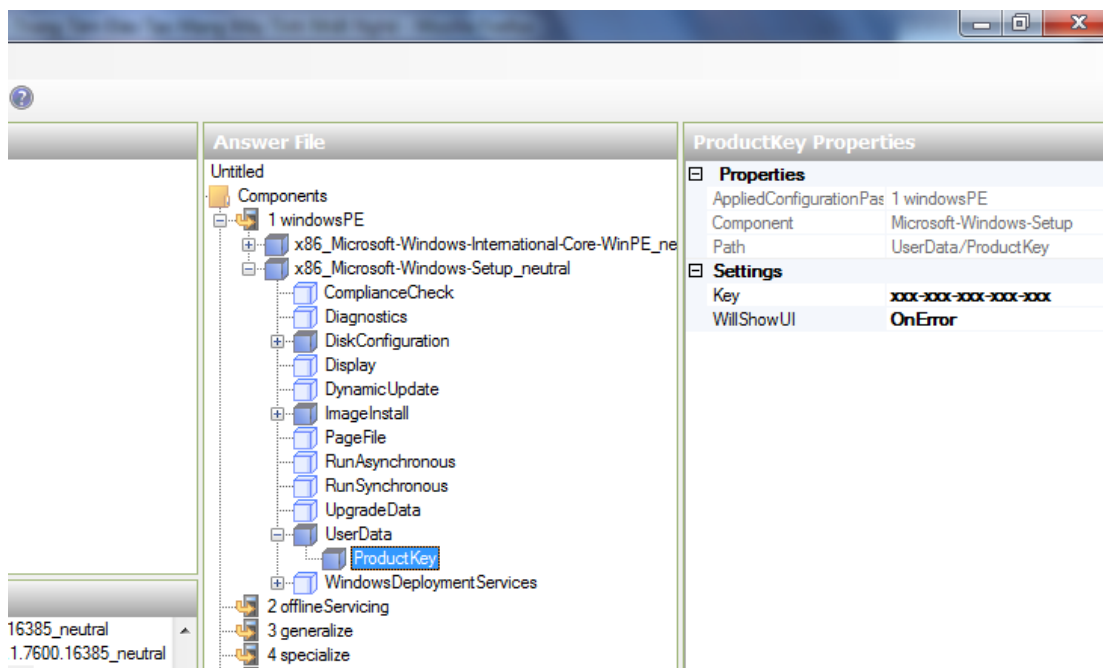 Answer File
Untitled
Components
1 windowsPE
x86_Microsoft-Windows-International-Core-WinPE_ne
x86_Microsoft-Windows-Setup_neutral
ComplianceCheck
Diagnostics
DiskConfiguration
Display
DynamicUpdate
ImageInstall
PageFile
RunAsynchronous
RunSynchronous
UpgradeData
UserData
ProductKey
WindowsDeploymentServices
2 offlineServicing
3 generalize
4 specialize
ProductKey Properties
Properties
AppliedConfigurationPas 1 windowsPE
Component Microsoft-Windows-Setup
Path UserData/ProductKey
Settings
Key xxx-xxx-xxx-xxx-xxx
WillShowUI OnError
16385_neutral
1.7600.16385_neutral